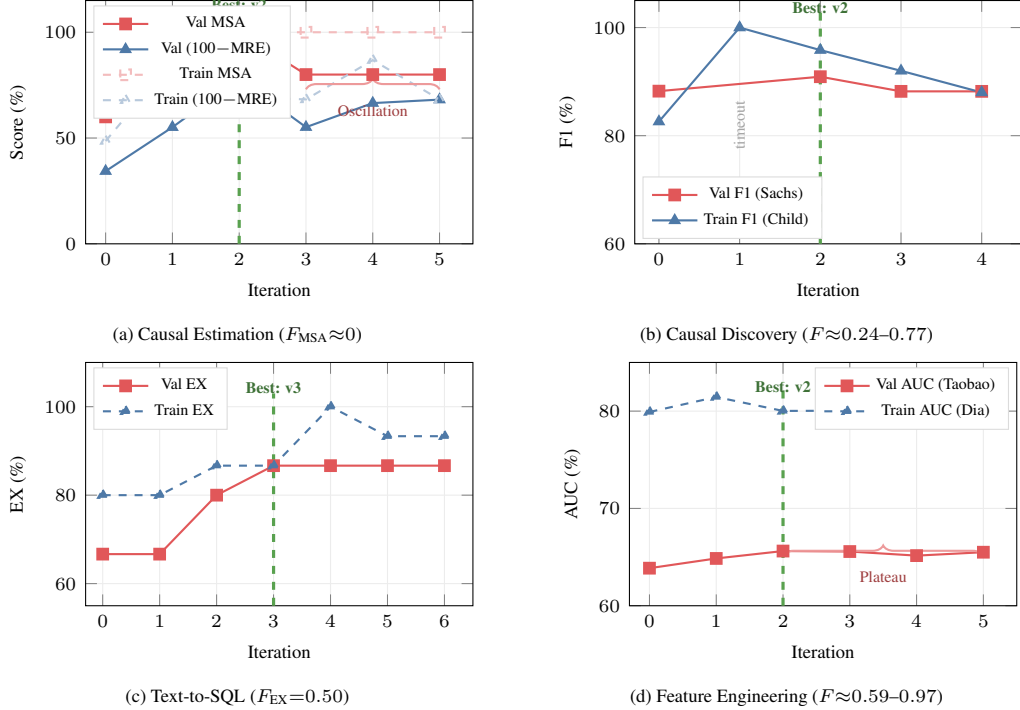 Best: v2
Val MSA
Val (100−MRE)
Train MSA
Train (100−MRE)
Oscillation
100
50
0
Score (%)
0 1 2 3 4 5
Iteration
(a) Causal Estimation (F_MSA≈0)
Best: v2
timeout
Val F1 (Sachs)
Train F1 (Child)
100
80
60
F1 (%)
0 1 2 3 4
Iteration
(b) Causal Discovery (F≈0.24–0.77)
Val EX
Train EX
Best: v3
100
80
60
EX (%)
0 1 2 3 4 5 6
Iteration
(c) Text-to-SQL (F_EX=0.50)
Best: v2
Val AUC (Taobao)
Train AUC (Dia)
Plateau
80
70
60
AUC (%)
0 1 2 3 4 5
Iteration
(d) Feature Engineering (F≈0.59–0.97)